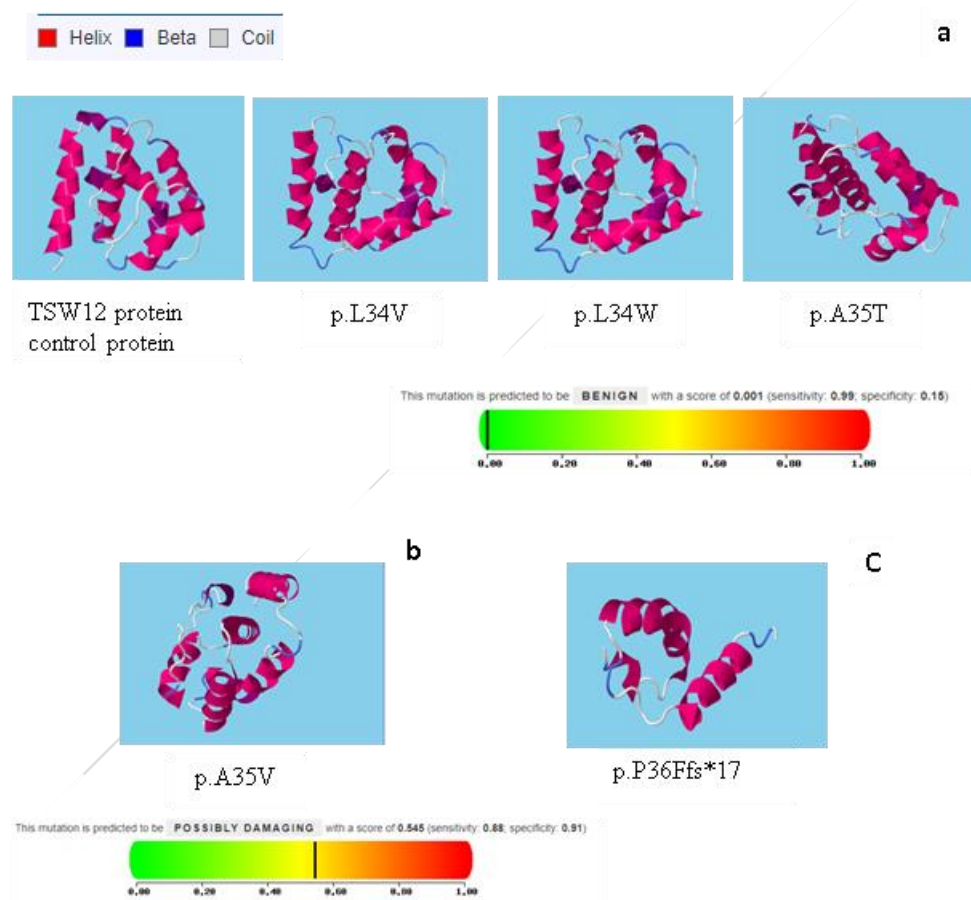 Helix Beta Coil
a
TSW12 protein
control protein
p.L34V
p.L34W
p.A35T
This mutation is predicted to be BENIGN with a score of 0.001 (sensitivity: 0.99; specificity: 0.15)
0.00 0.20 0.40 0.60 0.80 1.00
b
C
p.A35V
p.P36Ffs*17
This mutation is predicted to be POSSIBLY DAMAGING with a score of 0.545 (sensitivity: 0.88; specificity: 0.91)
0.00 0.20 0.40 0.60 0.80 1.00